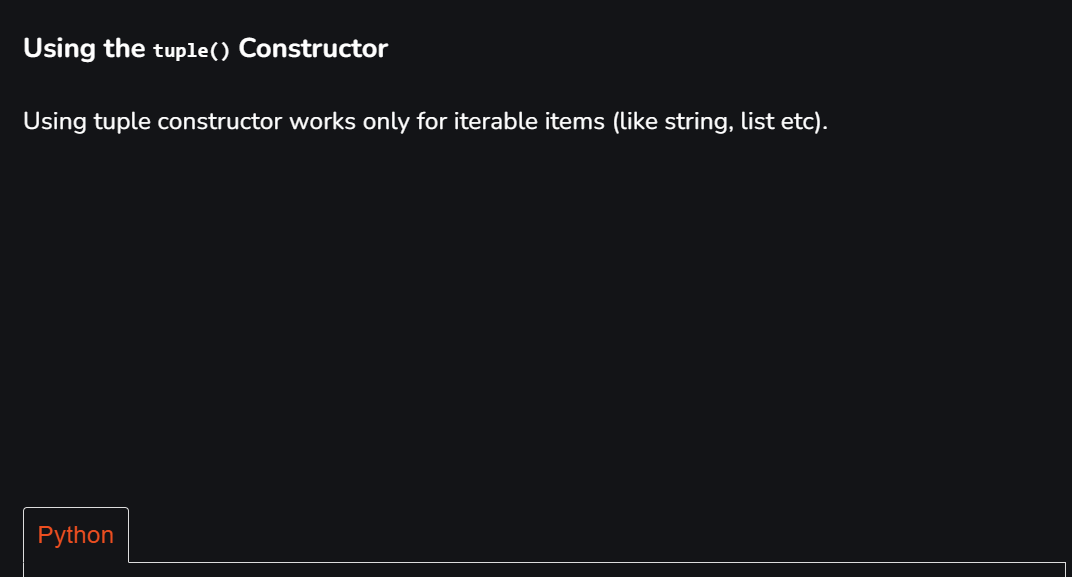 Using the tuple() Constructor
Using tuple constructor works only for iterable items (like string, list etc).
Python